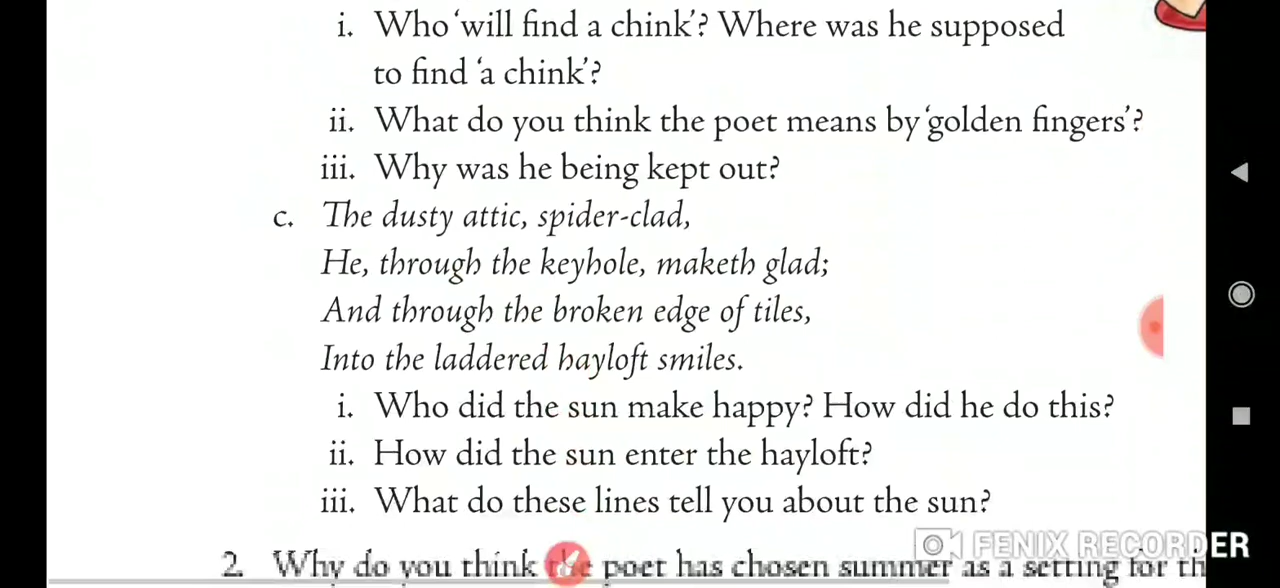 i. Who 'will find a chink'? Where was he supposed
to find 'a chink'?
ii. What do you think the poet means by 'golden fingers'?
iii. Why was he being kept out?
c. The dusty attic, spider-clad,
He, through the keyhole, maketh glad;
And through the broken edge of tiles,
Into the laddered hayloft smiles.
i. Who did the sun make happy? How did he do this?
ii. How did the sun enter the hayloft?
iii. What do these lines tell you about the sun?
FENIX RECORDER
2. Why do you think the poet has chosen summer as a setting for th